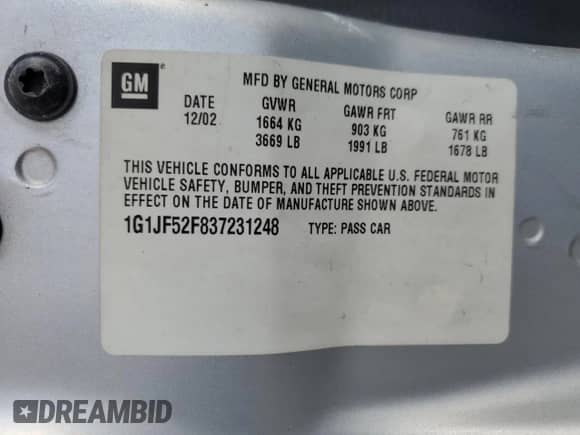 GM ®
MFD BY GENERAL MOTORS CORP
DATE GVWR GAWR FRT GAWR RR
12/02 1664 KG 903 KG 761 KG
3669 LB 1991 LB 1678 LB
THIS VEHICLE CONFORMS TO ALL APPLICABLE U.S. FEDERAL MOTOR
VEHICLE SAFETY, BUMPER, AND THEFT PREVENTION STANDARDS IN
EFFECT ON THE DATE OF MANUFACTURE SHOWN ABOVE.
1G1JF52F837231248 TYPE: PASS CAR
DREAMBID